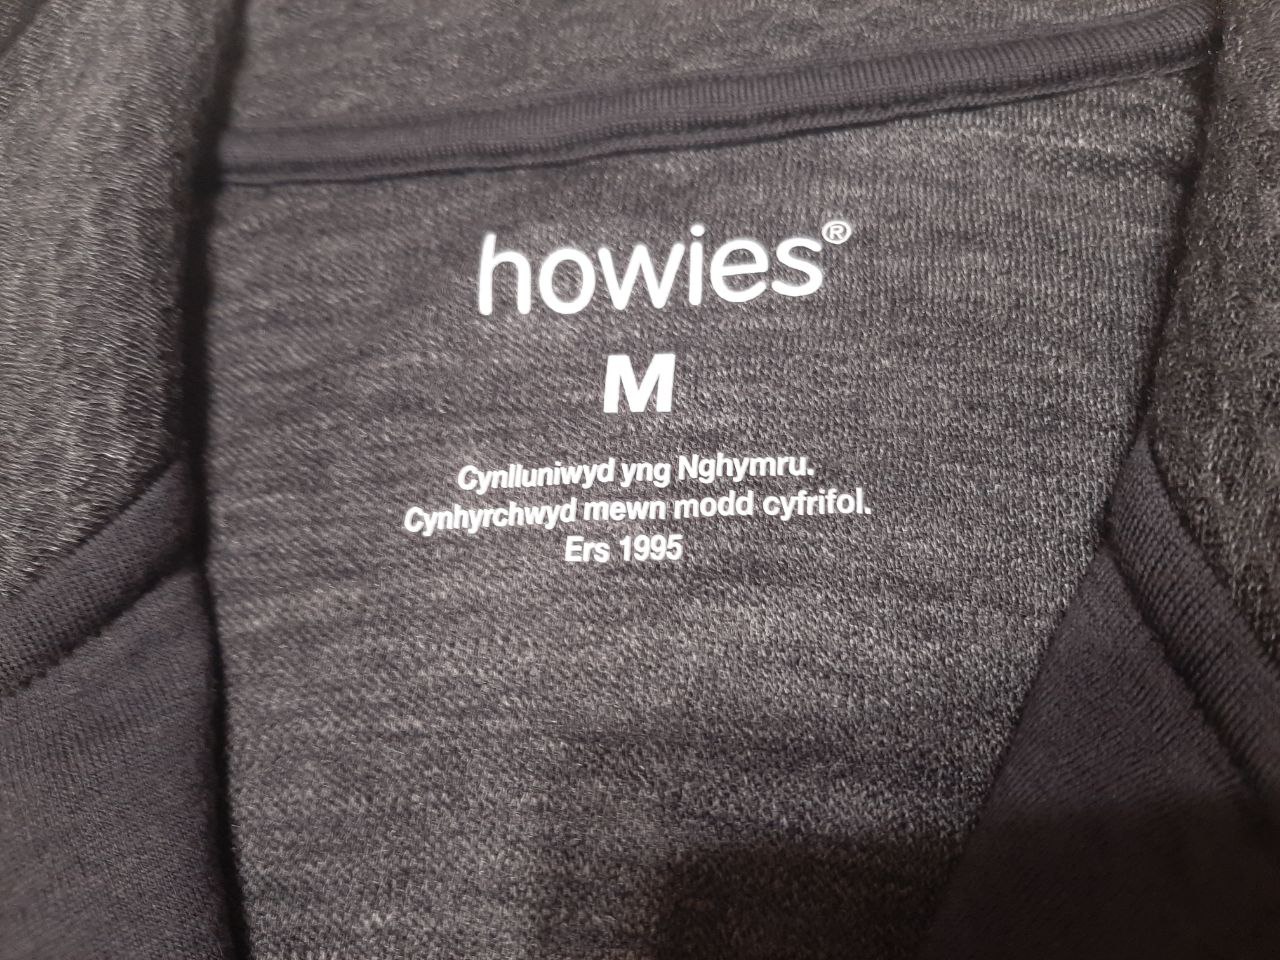 howies®
M
Cynlluniwyd yng Nghymru.
Cynhyrchwyd mewn modd cyfrifol.
Ers 1995